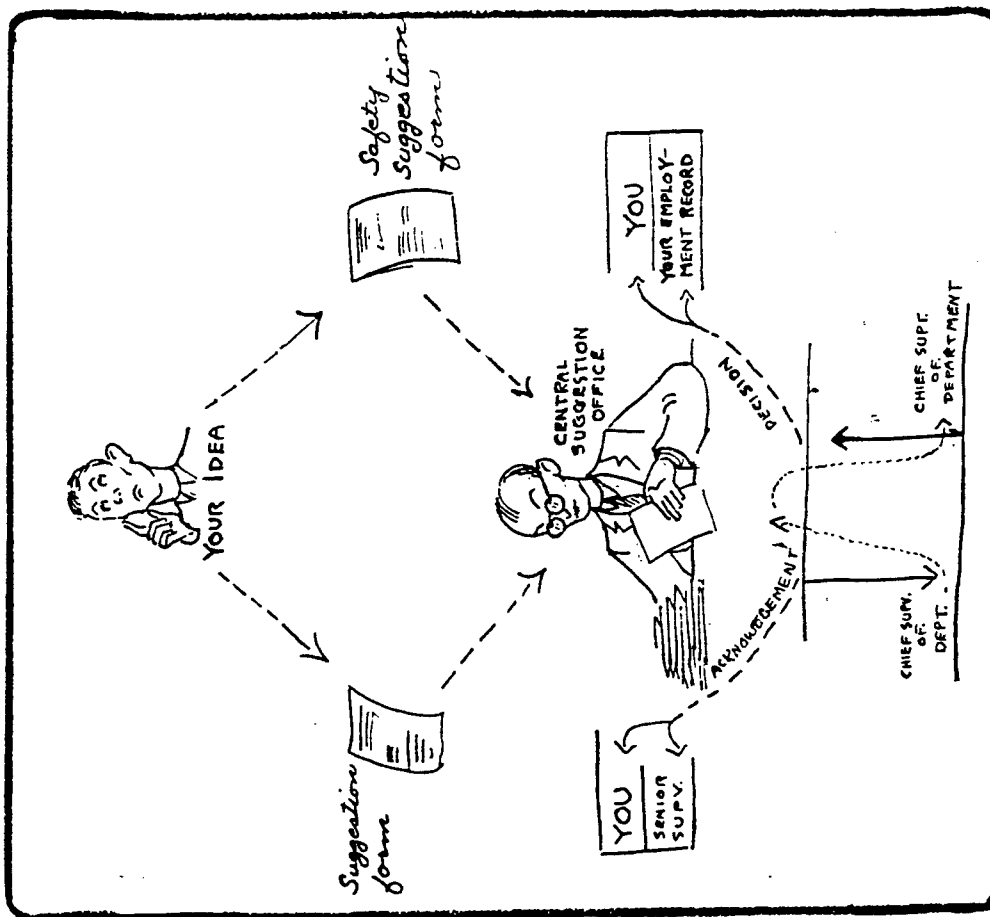 YOUR IDEA
Suggestion
form
Safety
Suggestion
form
CENTRAL
SUGGESTION
OFFICE
ACKNOWLEDGEMENT
DECISION
YOU
SENIOR
SUPV.
YOU
YOUR EMPLOY-
MENT RECORD
CHIEF SUPV.
OF.
DEPT.
CHIEF SUPT.
OF.
DEPARTMENT